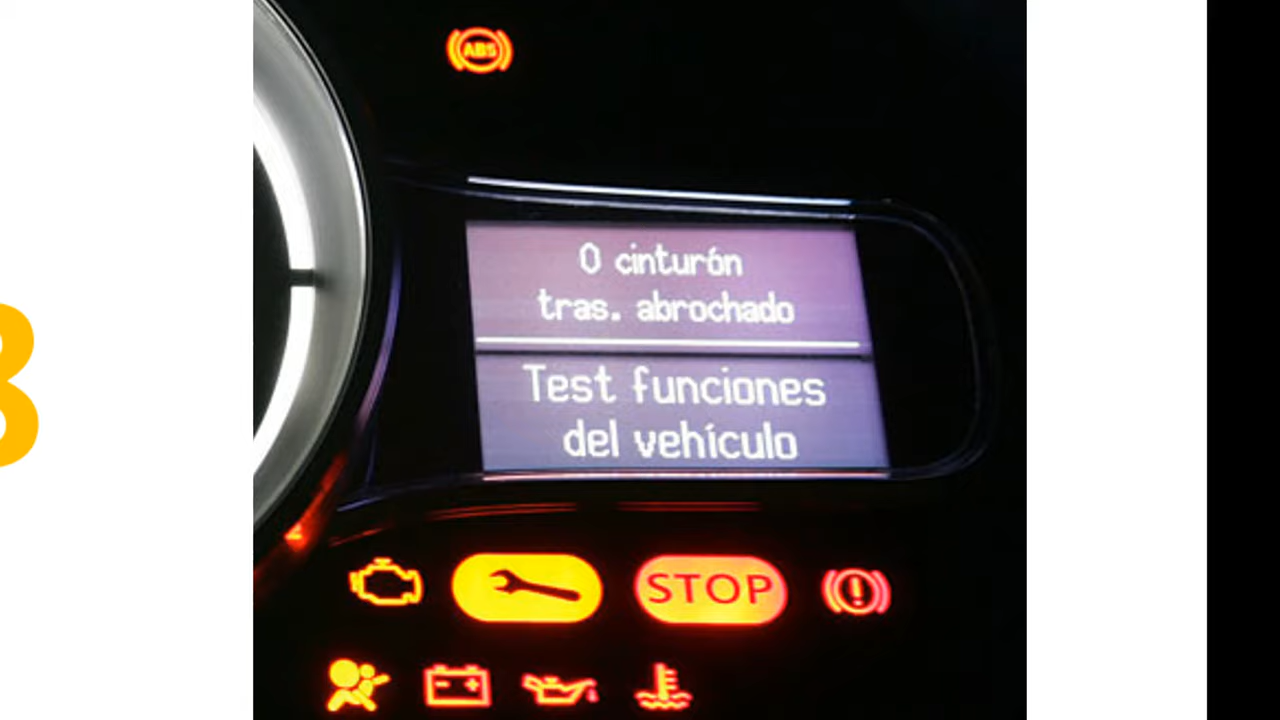 ABS
0 cinturón
tras. abrochado
Test funciones
del vehículo
STOP